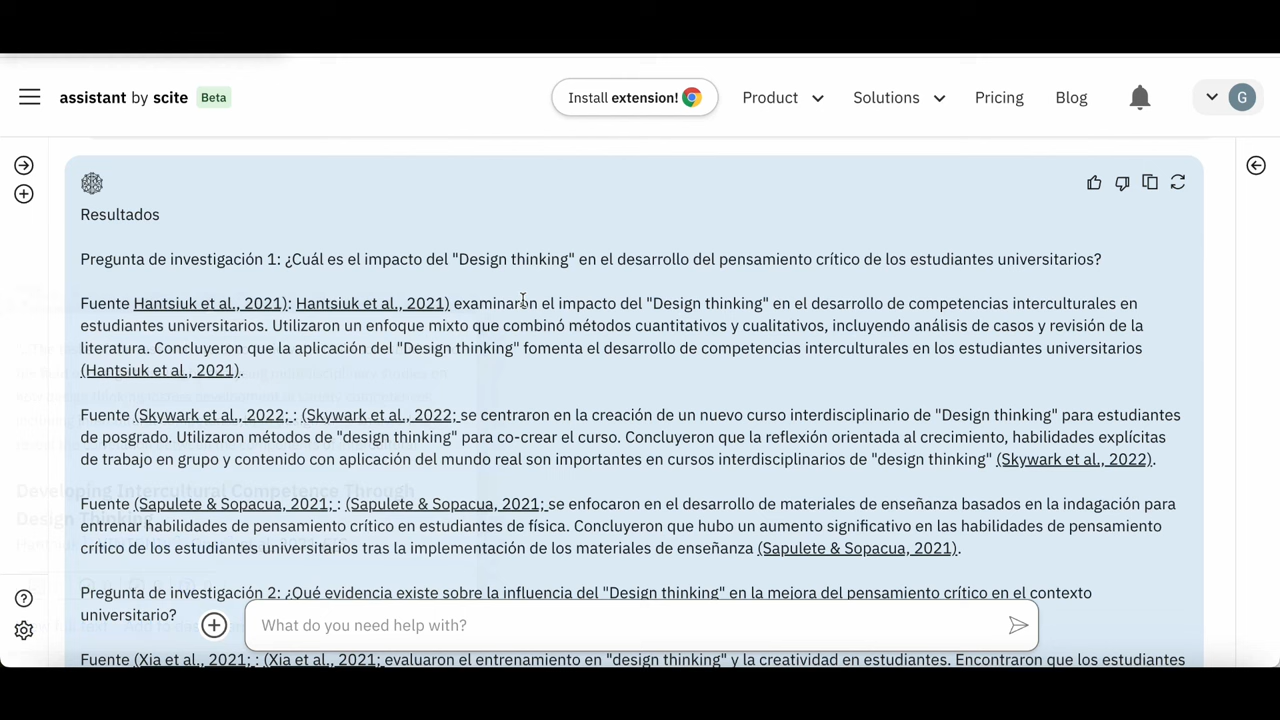 assistant by scite Beta
Install extension!
Product
Solutions
Pricing
Blog
G
Resultados
Pregunta de investigación 1: ¿Cuál es el impacto del "Design thinking" en el desarrollo del pensamiento crítico de los estudiantes universitarios?
Fuente Hantsiuk et al., 2021): Hantsiuk et al., 2021) examinaron el impacto del "Design thinking" en el desarrollo de competencias interculturales en
estudiantes universitarios. Utilizaron un enfoque mixto que combinó métodos cuantitativos y cualitativos, incluyendo análisis de casos y revisión de la
literatura. Concluyeron que la aplicación del "Design thinking" fomenta el desarrollo de competencias interculturales en los estudiantes universitarios
(Hantsiuk et al., 2021).
Fuente (Skywark et al., 2022; : (Skywark et al., 2022; se centraron en la creación de un nuevo curso interdisciplinario de "Design thinking" para estudiantes
de posgrado. Utilizaron métodos de "design thinking" para co-crear el curso. Concluyeron que la reflexión orientada al crecimiento, habilidades explícitas
de trabajo en grupo y contenido con aplicación del mundo real son importantes en cursos interdisciplinarios de "design thinking" (Skywark et al., 2022).
Developing Intercultural Competence Through
Design Thinking
Fuente (Sapulete & Sopacua, 2021; : (Sapulete & Sopacua, 2021; se enfocaron en el desarrollo de materiales de enseñanza basados en la indagación para
entrenar habilidades de pensamiento crítico en estudiantes de física. Concluyeron que hubo un aumento significativo en las habilidades de pensamiento
crítico de los estudiantes universitarios tras la implementación de los materiales de enseñanza (Sapulete & Sopacua, 2021).
Pregunta de investigación 2: ¿Qué evidencia existe sobre la influencia del "Design thinking" en la mejora del pensamiento crítico en el contexto
universitario?
What do you need help with?
Fuente (Xia et al., 2021; : (Xia et al., 2021; evaluaron el entrenamiento en "design thinking" y la creatividad en estudiantes. Encontraron que los estudiantes